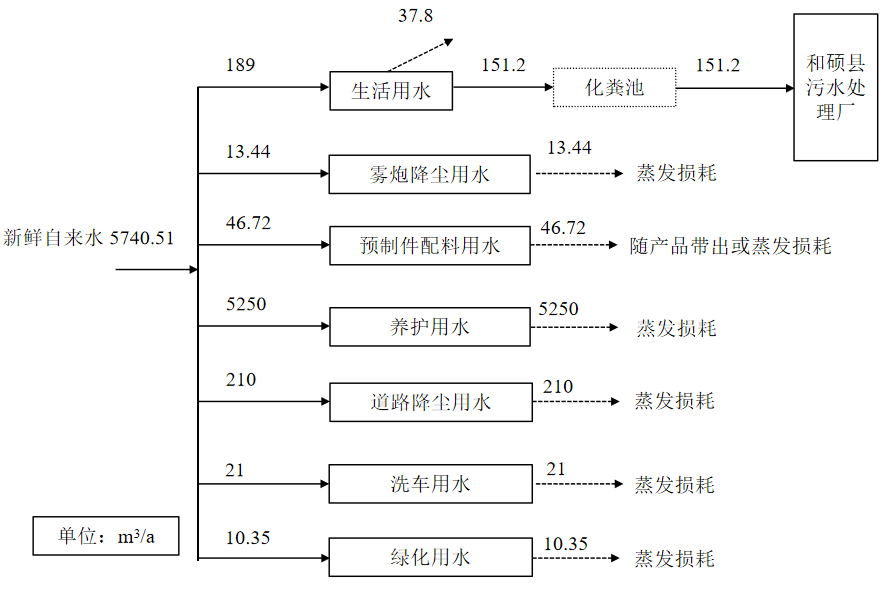 37.8
189
生活用水
151.2
化粪池
151.2
和硕县
污水处
理厂
13.44
雾炮降尘用水
13.44
蒸发损耗
新鲜自来水 5740.51
46.72
预制件配料用水
46.72
随产品带出或蒸发损耗
5250
养护用水
5250
蒸发损耗
210
道路降尘用水
210
蒸发损耗
21
洗车用水
21
蒸发损耗
单位：m³/a
10.35
绿化用水
10.35
蒸发损耗